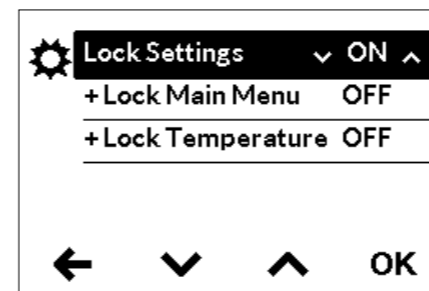 Lock Settings ON
+ Lock Main Menu OFF
+ Lock Temperature OFF
OK